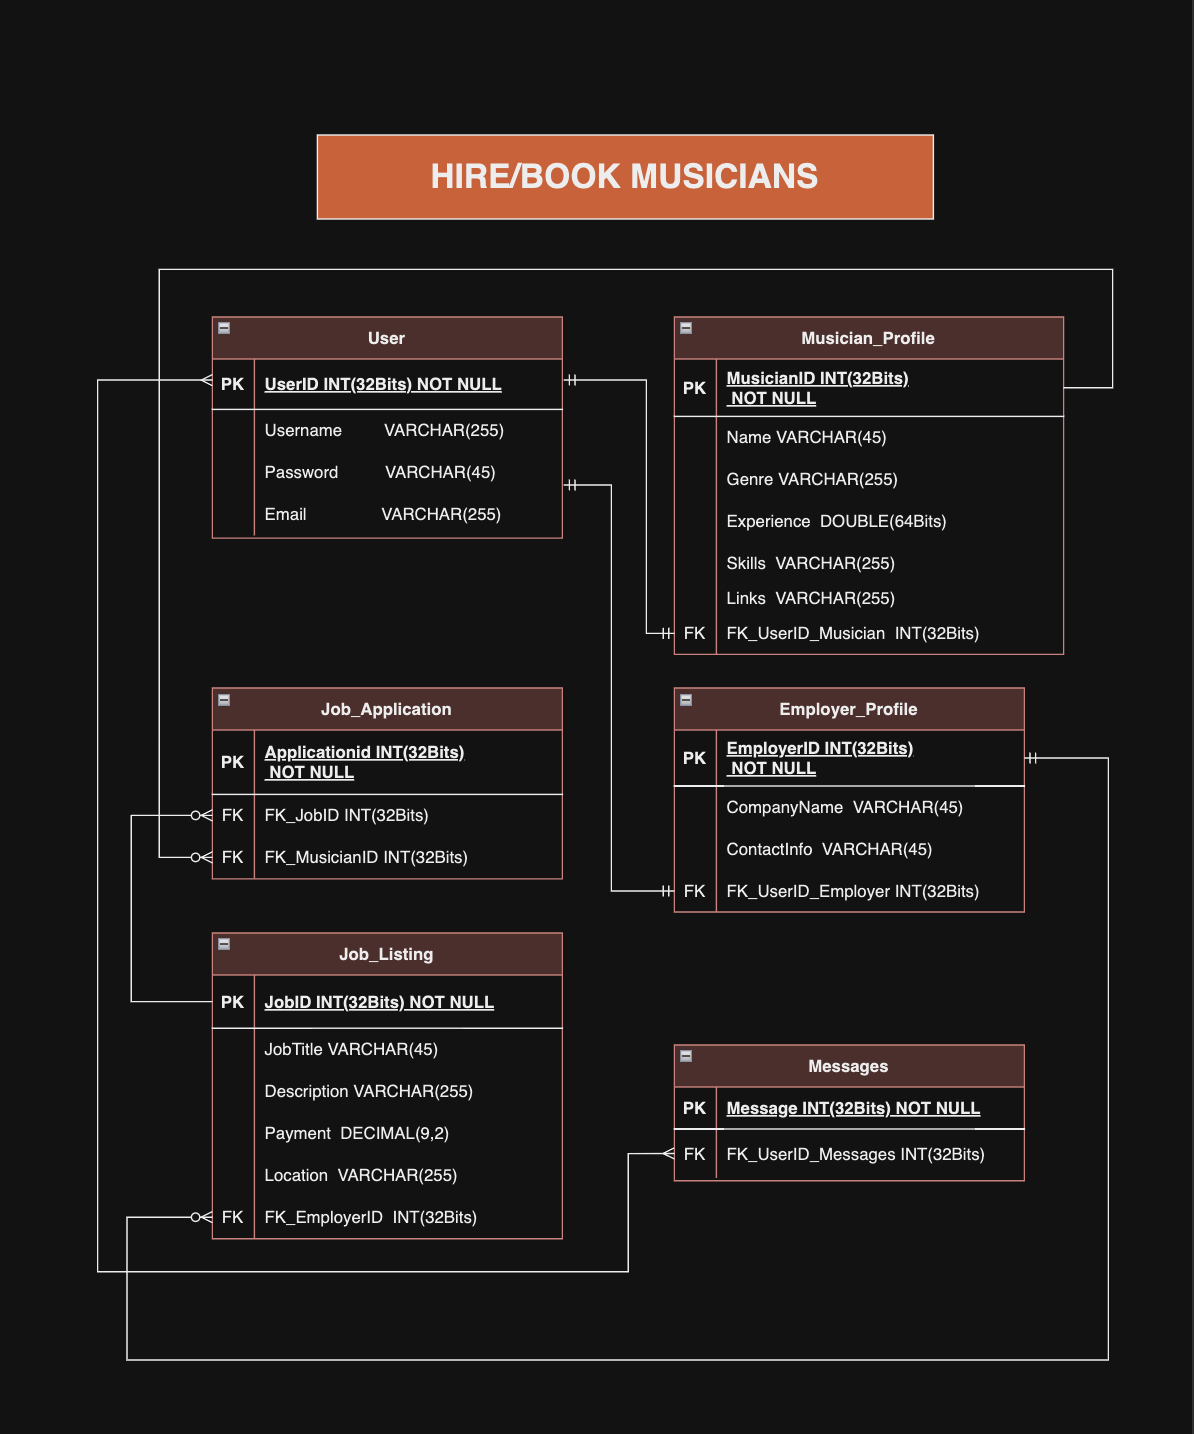 HIRE/BOOK MUSICIANS
User
PK UserID INT(32Bits) NOT NULL
Username VARCHAR(255)
Password VARCHAR(45)
Email VARCHAR(255)
Musician_Profile
PK MusicianID INT(32Bits)
NOT NULL
Name VARCHAR(45)
Genre VARCHAR(255)
Experience DOUBLE(64Bits)
Skills VARCHAR(255)
Links VARCHAR(255)
FK FK_UserID_Musician INT(32Bits)
Job_Application
PK Applicationid INT(32Bits)
NOT NULL
FK FK_JobID INT(32Bits)
FK FK_MusicianID INT(32Bits)
Employer_Profile
PK EmployerID INT(32Bits)
NOT NULL
CompanyName VARCHAR(45)
ContactInfo VARCHAR(45)
FK FK_UserID_Employer INT(32Bits)
Job_Listing
PK JobID INT(32Bits) NOT NULL
JobTitle VARCHAR(45)
Description VARCHAR(255)
Payment DECIMAL(9,2)
Location VARCHAR(255)
FK FK_EmployerID INT(32Bits)
Messages
PK Message INT(32Bits) NOT NULL
FK FK_UserID_Messages INT(32Bits)